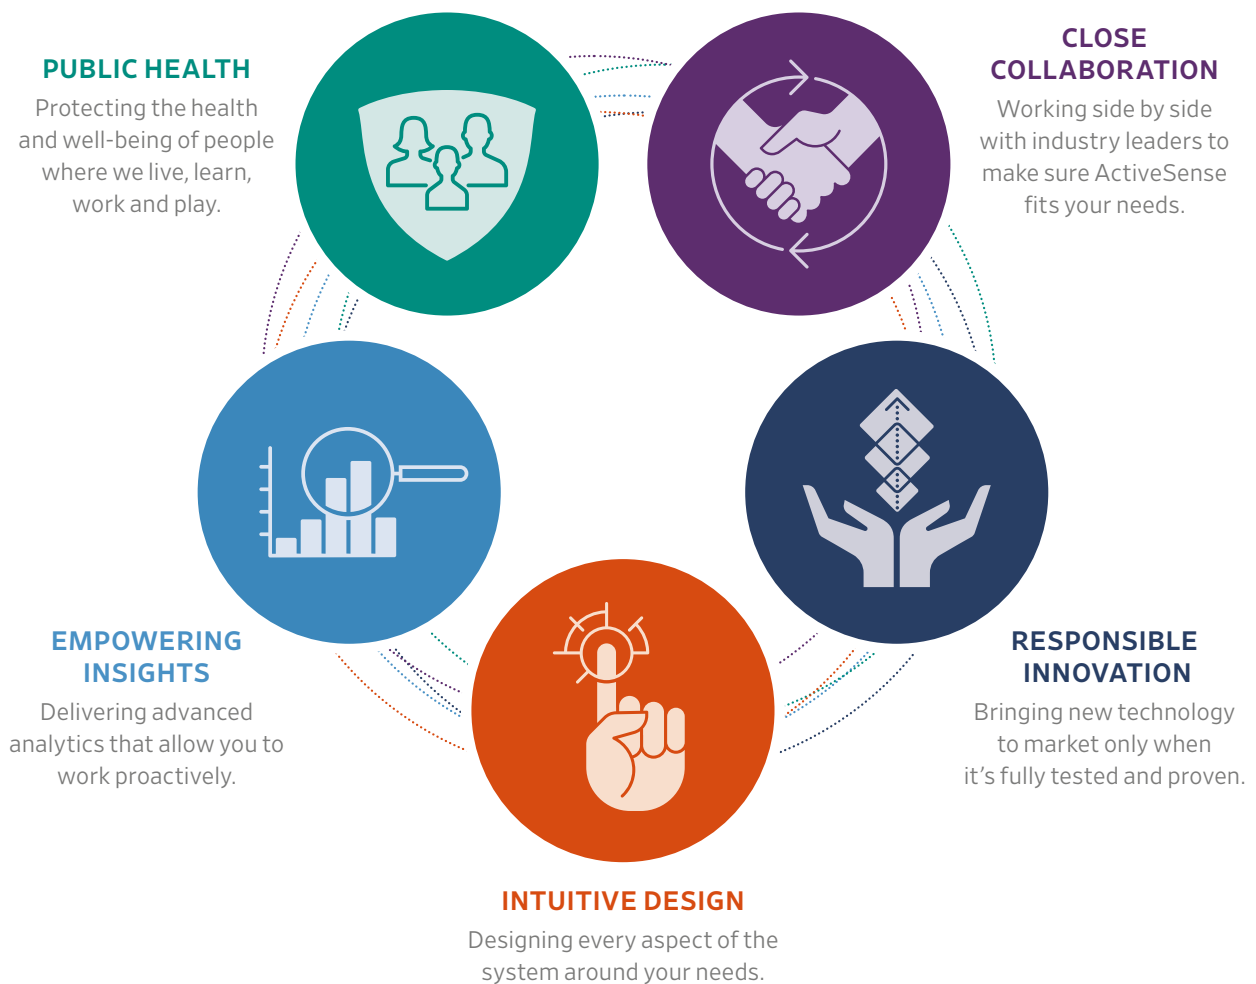 PUBLIC HEALTH
Protecting the health
and well-being of people
where we live, learn,
work and play.
CLOSE
COLLABORATION
Working side by side
with industry leaders to
make sure ActiveSense
fits your needs.
EMPOWERING
INSIGHTS
Delivering advanced
analytics that allow you to
work proactively.
RESPONSIBLE
INNOVATION
Bringing new technology
to market only when
it’s fully tested and proven.
INTUITIVE DESIGN
Designing every aspect of the
system around your needs.